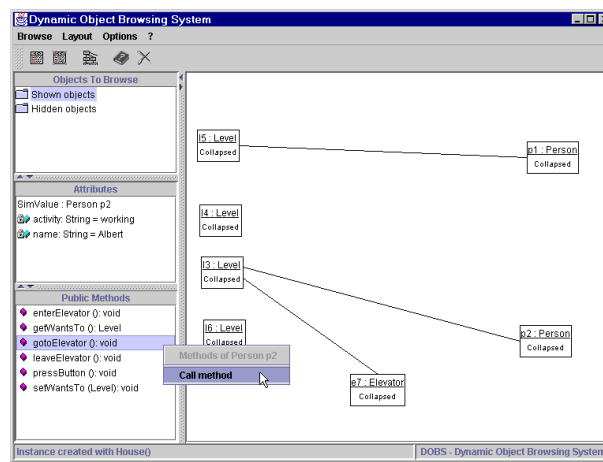 Dynamic Object Browsing System
Browse Layout Options ?
Objects To Browse
Shown objects
Hidden objects
Attributes
SimValue : Person p2
activity: String = working
name: String = Albert
Public Methods
enterElevator (): void
getWantsTo (): Level
gotoElevator (): void
leaveElevator (): void
pressButton (): void
setWantsTo (Level): void
Methods of Person p2
Call method
l5 : Level
Collapsed
p1 : Person
Collapsed
l4 : Level
Collapsed
l3 : Level
Collapsed
l6 : Level
Collapsed
p2 : Person
Collapsed
e7 : Elevator
Collapsed
Instance created with House()
DOBS - Dynamic Object Browsing System